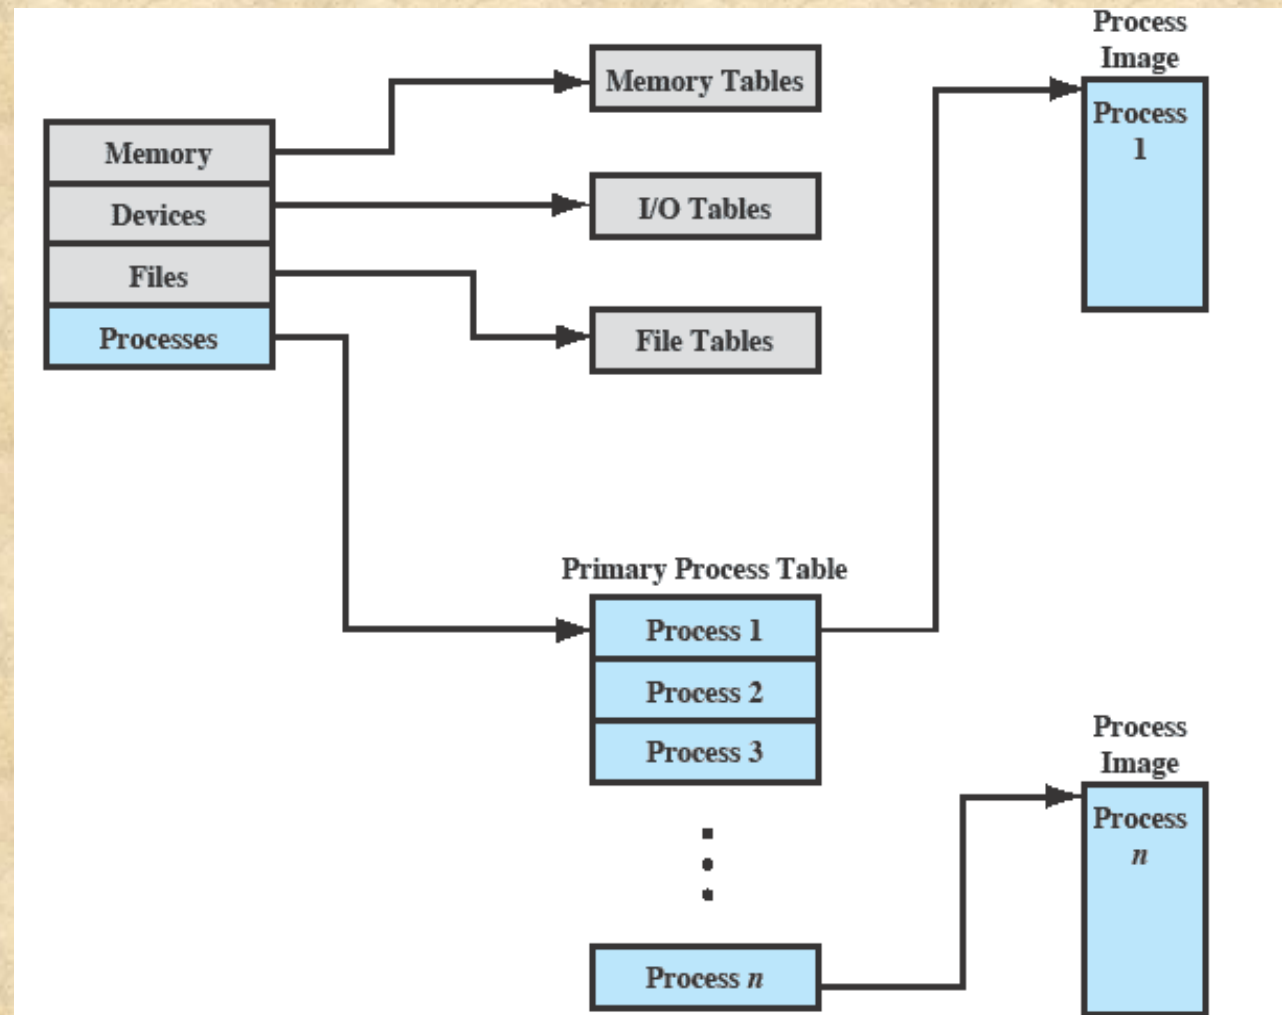 Memory
Devices
Files
Processes
Memory Tables
I/O Tables
File Tables
Primary Process Table
Process 1
Process 2
Process 3
Process n
Process
Image
Process
1
Process
Image
Process
n